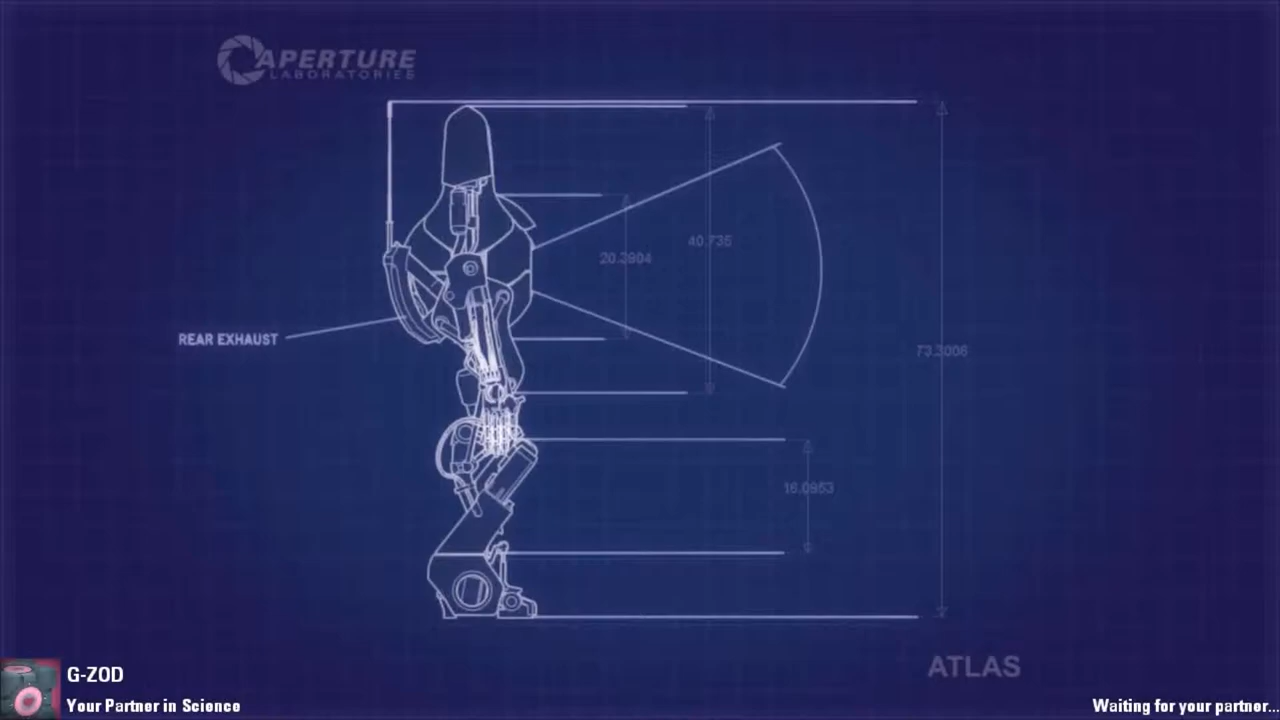 APERTURE
LABORATORIES
40.735
20.3904
REAR EXHAUST
73.3006
16.0953
ATLAS
G-ZOD
Your Partner in Science
Waiting for your partner...